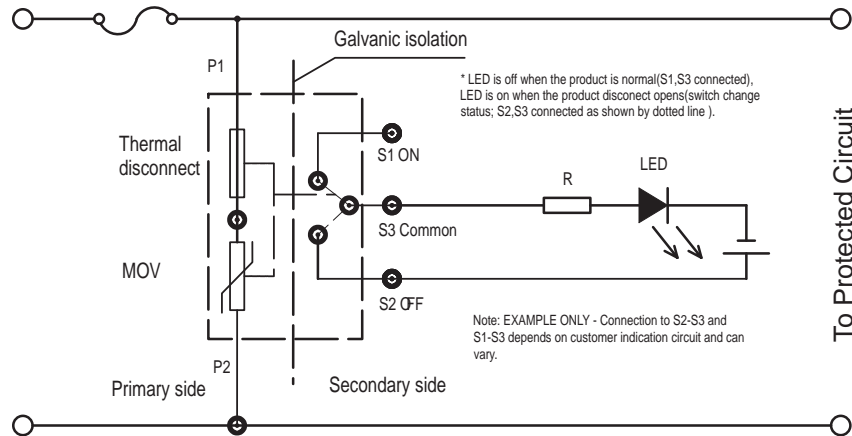 Galvanic isolation
P1
* LED is off when the product is normal(S1,S3 connected),
LED is on when the product disconect opens(switch change
status; S2,S3 connected as shown by dotted line ).
Thermal
disconnect
S1 ON
R
LED
S3 Common
MOV
S2 OFF
Note: EXAMPLE ONLY - Connection to S2-S3 and
S1-S3 depends on customer indication circuit and can
vary.
P2
Primary side
Secondary side
To Protected Circuit